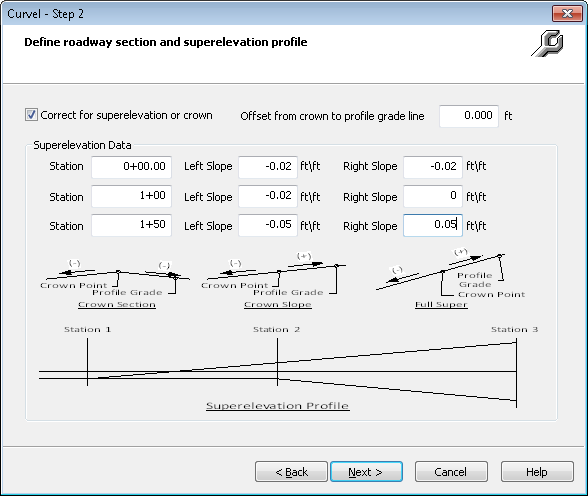 Curvel - Step 2
Define roadway section and superelevation profile
Correct for superelevation or crown Offset from crown to profile grade line 0.000 ft
Superelevation Data
Station 0+00.00 Left Slope -0.02 ft\ft Right Slope -0.02 ft\ft
Station 1+00 Left Slope -0.02 ft\ft Right Slope 0 ft\ft
Station 1+50 Left Slope -0.05 ft\ft Right Slope 0.05 ft\ft
(-) (-) (-) (+) (-) (+)
Crown Point Profile Grade Crown Point Profile Grade Profile Grade Crown Point
Crown Section Crown Slope Full Super
Station 1 Station 2 Station 3
Superelevation Profile
< Back Next > Cancel Help